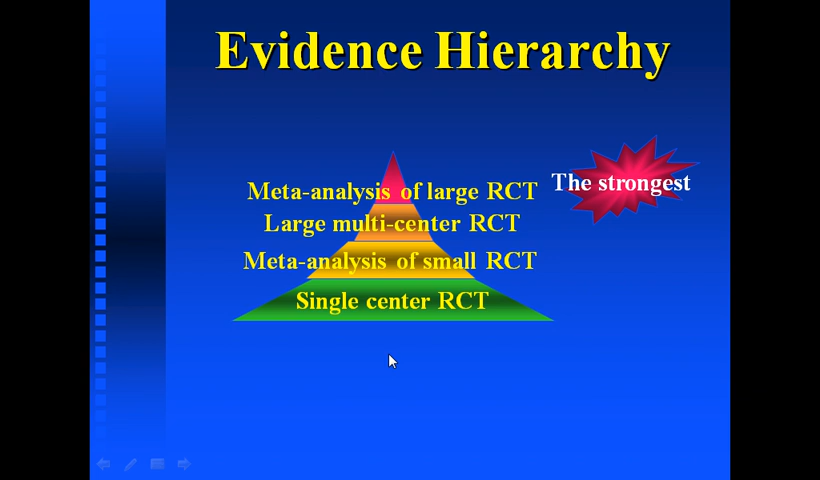 Evidence Hierarchy
Meta-analysis of large RCT
The strongest
Large multi-center RCT
Meta-analysis of small RCT
Single center RCT